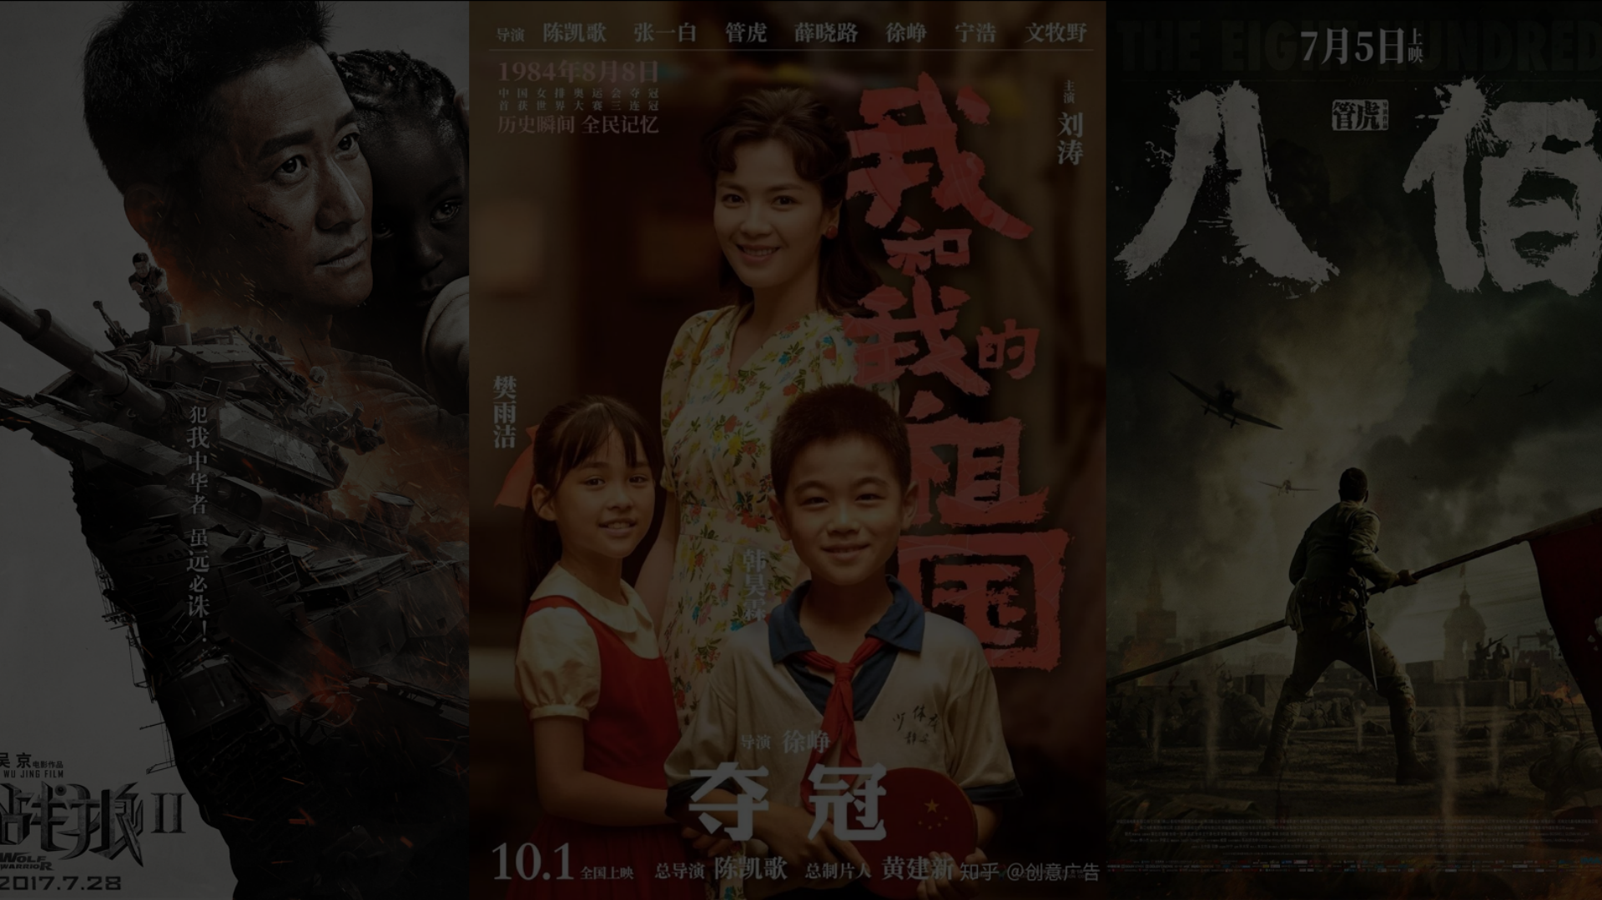 犯我中华者 虽远必诛！
吴京 电影作品
WU JING FILM
战狼II
WOLF WARRIOR
2017.7.28
导演 陈凯歌 张一白 管虎 薛晓路 徐峥 宁浩 文牧野
1984年8月8日
中国女排奥运会夺冠
首获世界大赛三连冠
历史瞬间 全民记忆
主演 刘涛
我和我的祖国
樊雨洁
导演 徐峥
夺冠
10.1 全国上映 总导演 陈凯歌 总制片人 黄建新
知乎 @创意广告
THE EIGHT HUNDRED
7月5日上映
八佰
管虎